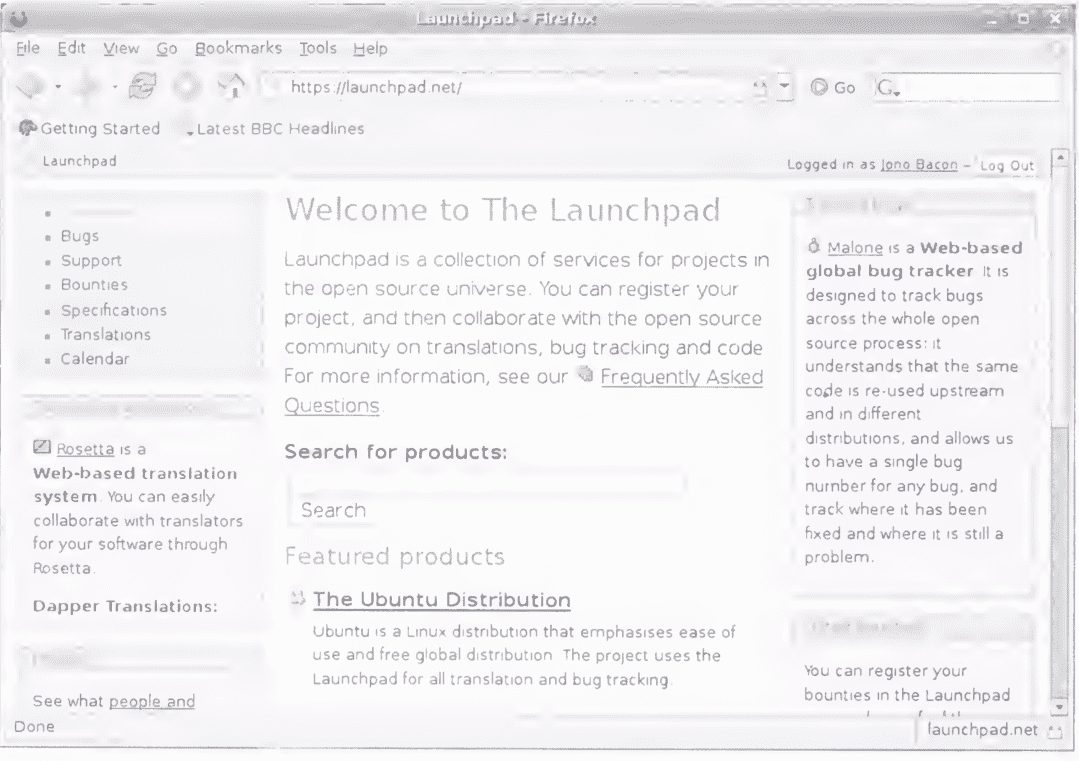 Launchpad - Firefox
File Edit View Go Bookmarks Tools Help
https://launchpad.net/ Go G
Getting Started Latest BBC Headlines
Launchpad
Logged in as Jono Bacon – Log Out
Bugs
Support
Bounties
Specifications
Translations
Calendar
Rosetta is a
Web-based translation
system. You can easily
collaborate with translators
for your software through
Rosetta.
Dapper Translations:
See what people and
Welcome to The Launchpad
Launchpad is a collection of services for projects in
the open source universe. You can register your
project, and then collaborate with the open source
community on translations, bug tracking and code
For more information, see our Frequently Asked
Questions.
Search for products:
Search
Featured products
The Ubuntu Distribution
Ubuntu is a Linux distribution that emphasises ease of
use and free global distribution. The project uses the
Launchpad for all translation and bug tracking.
Malone is a Web-based
global bug tracker. It is
designed to track bugs
across the whole open
source process: it
understands that the same
code is re-used upstream
and in different
distributions, and allows us
to have a single bug
number for any bug, and
track where it has been
fixed and where it is still a
problem.
You can register your
bounties in the Launchpad
Done
launchpad.net